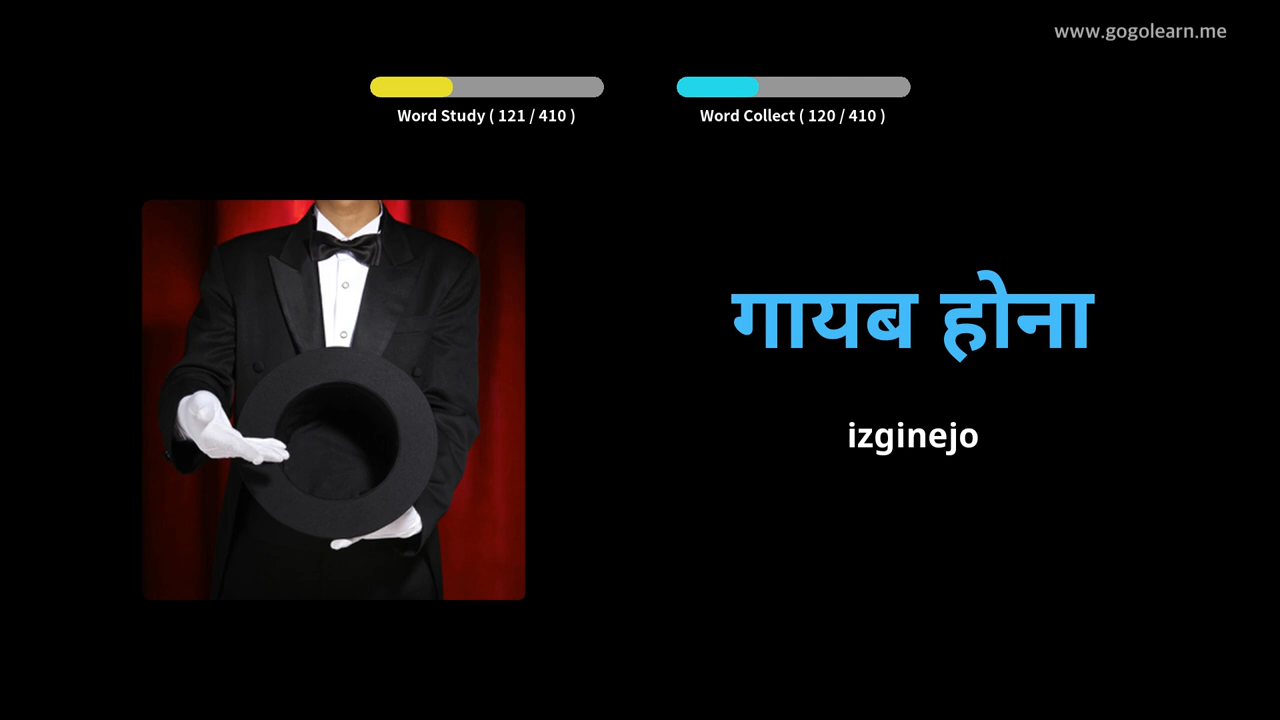 www.gogolearn.me
Word Study ( 121 / 410 )
Word Collect ( 120 / 410 )
गायब होना
izginejo